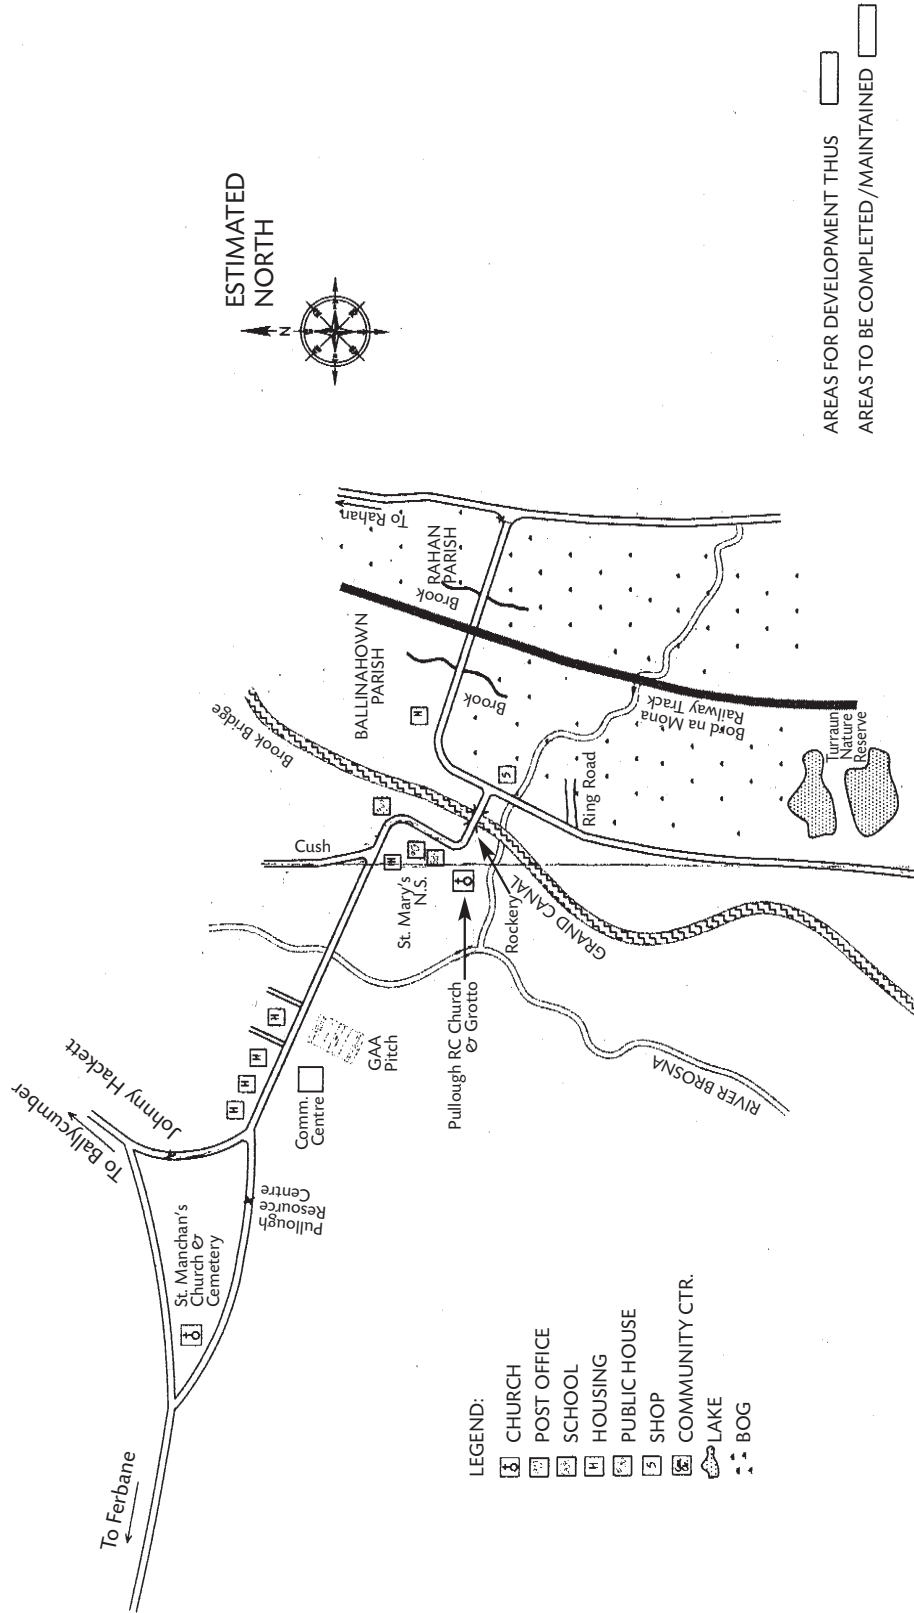 ESTIMATED
NORTH
N
To Ferbane
To Ballycumber
Johnny Hackett
St. Manchan's
Church &
Cemetery
Pullough
Resource
Centre
H
H
H
H
Comm.
Centre
GAA
Pitch
Cush
St. Mary's
N.S.
H
Pullough RC Church
& Grotto
Rockery
GRAND CANAL
RIVER BROSNA
Brook Bridge
BALLINAHOWN
PARISH
H
Brook
S
Ring Road
Brook
RAHAN
PARISH
To Rahan
Bord na Móna
Railway Track
Turraun
Nature
Reserve
LEGEND:
CHURCH
POST OFFICE
SCHOOL
H HOUSING
PUBLIC HOUSE
S SHOP
COMMUNITY CTR.
LAKE
BOG
AREAS FOR DEVELOPMENT THUS
AREAS TO BE COMPLETED/MAINTAINED